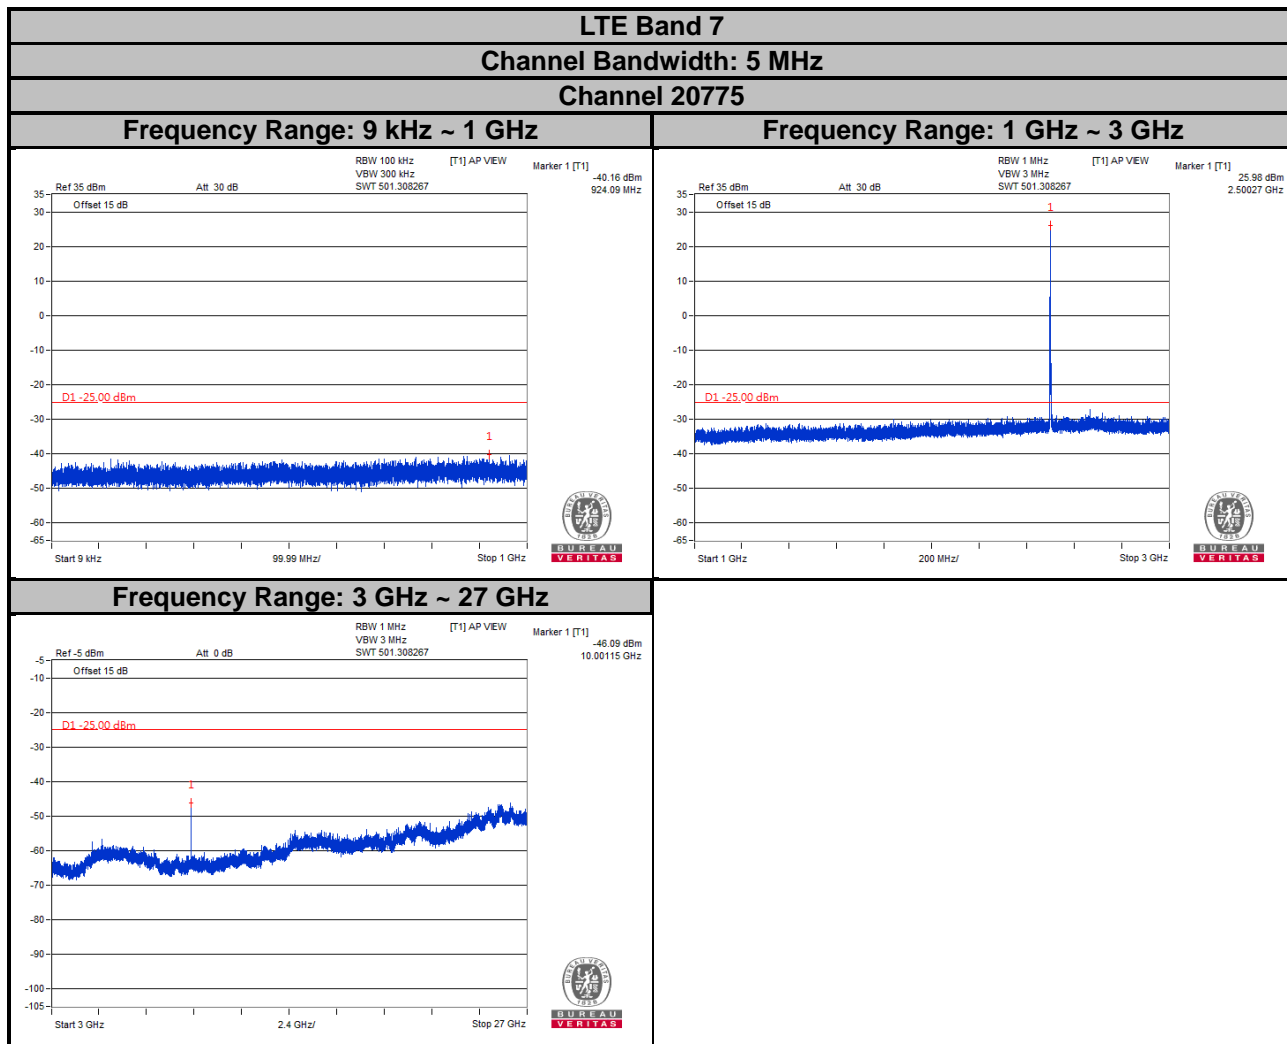 LTE Band 7
Channel Bandwidth: 5 MHz
Channel 20775
Frequency Range: 9 kHz ~ 1 GHz
RBW 100 kHz [T1] AP VIEW
VBW 300 kHz
SWT 501.308267
Marker 1 [T1]
-40.16 dBm
924.09 MHz
Ref 35 dBm Att 30 dB
Offset 15 dB
35
30
20
10
0
-10
-20
-30
-40
-50
-60
-65
D1 -25.00 dBm
1
Start 9 kHz 99.99 MHz/ Stop 1 GHz
BUREAU VERITAS
1828
BUREAU
VERITAS
Frequency Range: 1 GHz ~ 3 GHz
RBW 1 MHz [T1] AP VIEW
VBW 3 MHz
SWT 501.308267
Marker 1 [T1]
25.98 dBm
2.50027 GHz
Ref 35 dBm Att 30 dB
Offset 15 dB
35
30
20
10
0
-10
-20
-30
-40
-50
-60
-65
1
D1 -25.00 dBm
Start 1 GHz 200 MHz/ Stop 3 GHz
BUREAU VERITAS
1828
BUREAU
VERITAS
Frequency Range: 3 GHz ~ 27 GHz
RBW 1 MHz [T1] AP VIEW
VBW 3 MHz
SWT 501.308267
Marker 1 [T1]
-46.09 dBm
10.00115 GHz
Ref -5 dBm Att 0 dB
Offset 15 dB
-5
-10
-20
-30
-40
-50
-60
-70
-80
-90
-100
-105
D1 -25.00 dBm
1
Start 3 GHz 2.4 GHz/ Stop 27 GHz
BUREAU VERITAS
1828
BUREAU
VERITAS